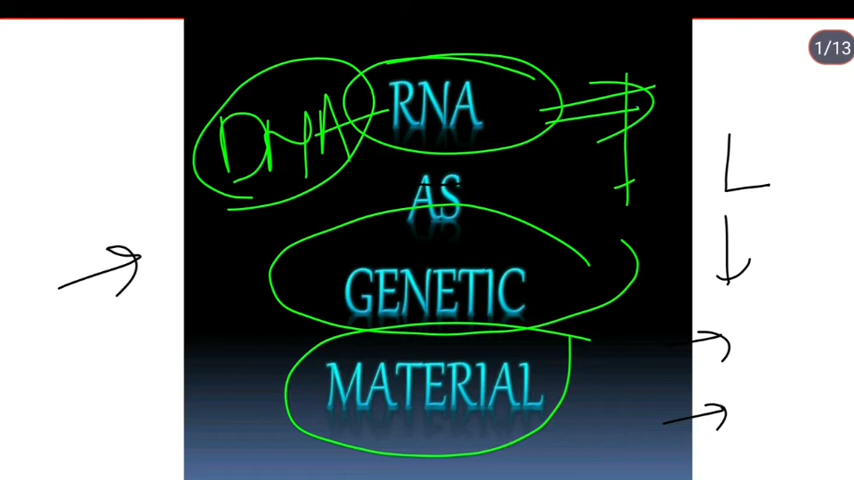 1/13
DNA RNA
AS
GENETIC
MATERIAL
L